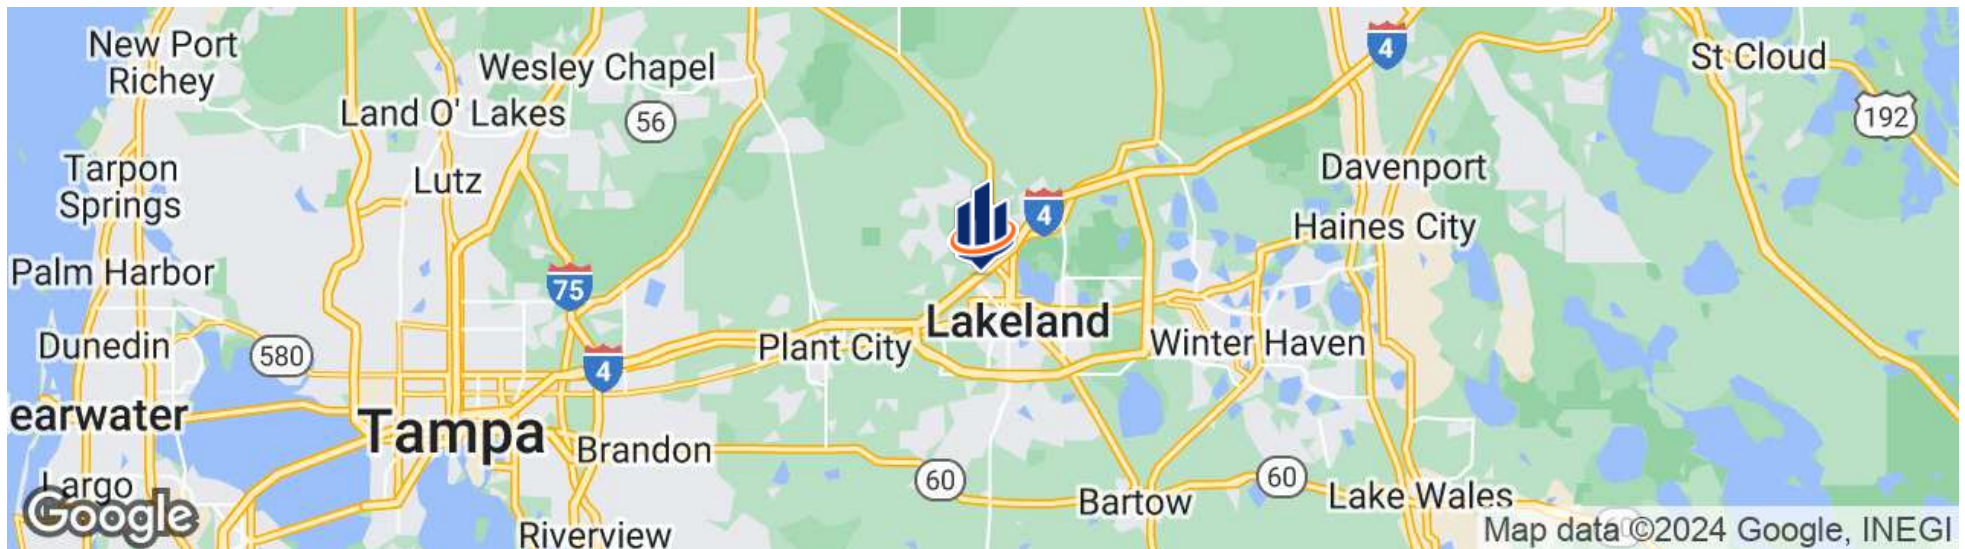 New Port
Richey
Wesley Chapel
4
St Cloud
Land O' Lakes
56
192
Tarpon
Springs
Lutz
Davenport
4
Haines City
Palm Harbor
75
Dunedin
580
4
Plant City
Lakeland
Winter Haven
earwater
Tampa
Brandon
60
60
Largo
Bartow
Lake Wales
Google
Riverview
60
Map data ©2024 Google, INEGI